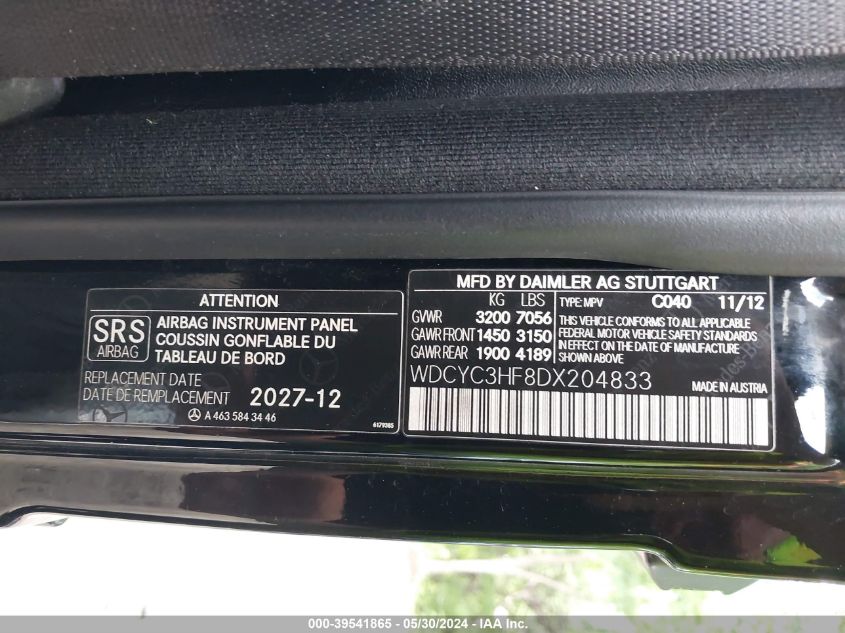 ATTENTION
SRS
AIRBAG
AIRBAG INSTRUMENT PANEL
COUSSIN GONFLABLE DU
TABLEAU DE BORD
REPLACEMENT DATE
DATE DE REMPLACEMENT
2027-12
A 463 584 34 46
6179385
MFD BY DAIMLER AG STUTTGART
KG LBS
GVWR 3200 7056
GAWR FRONT 1450 3150
GAWR REAR 1900 4189
TYPE: MPV C040 11/12
THIS VEHICLE CONFORMS TO ALL APPLICABLE
FEDERAL MOTOR VEHICLE SAFETY STANDARDS
IN EFFECT ON THE DATE OF MANUFACTURE
SHOWN ABOVE
WDCYC3HF8DX204833
MADE IN AUSTRIA
000-39541865 - 05/30/2024 - IAA Inc.